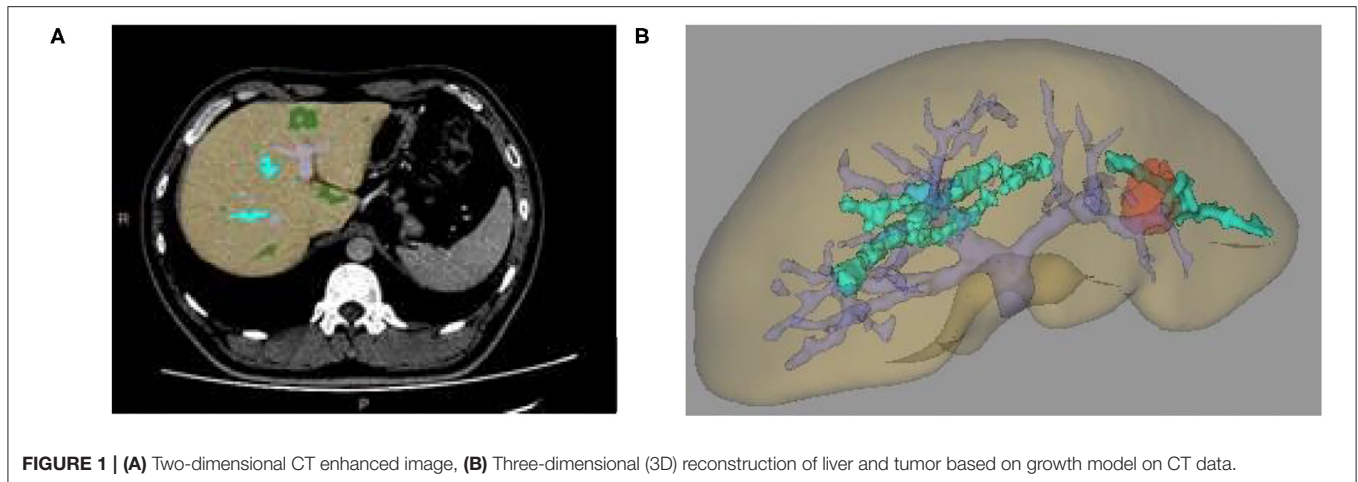 A
B
R
P
FIGURE 1 | (A) Two-dimensional CT enhanced image, (B) Three-dimensional (3D) reconstruction of liver and tumor based on growth model on CT data.